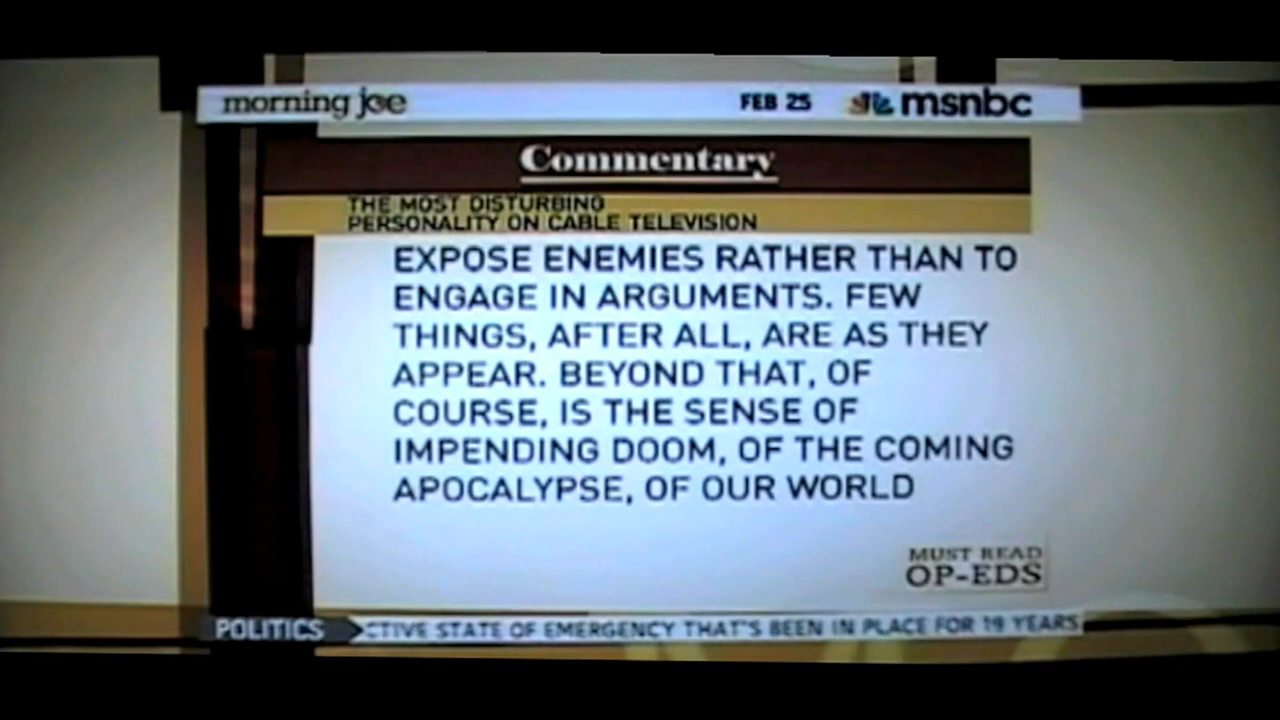 morning joe
FEB 25
msnbc
Commentary
THE MOST DISTURBING
PERSONALITY ON CABLE TELEVISION
EXPOSE ENEMIES RATHER THAN TO
ENGAGE IN ARGUMENTS. FEW
THINGS, AFTER ALL, ARE AS THEY
APPEAR. BEYOND THAT, OF
COURSE, IS THE SENSE OF
IMPENDING DOOM, OF THE COMING
APOCALYPSE, OF OUR WORLD
MUST READ
OP-EDS
POLITICS
CTIVE STATE OF EMERGENCY THAT'S BEEN IN PLACE FOR 19 YEARS